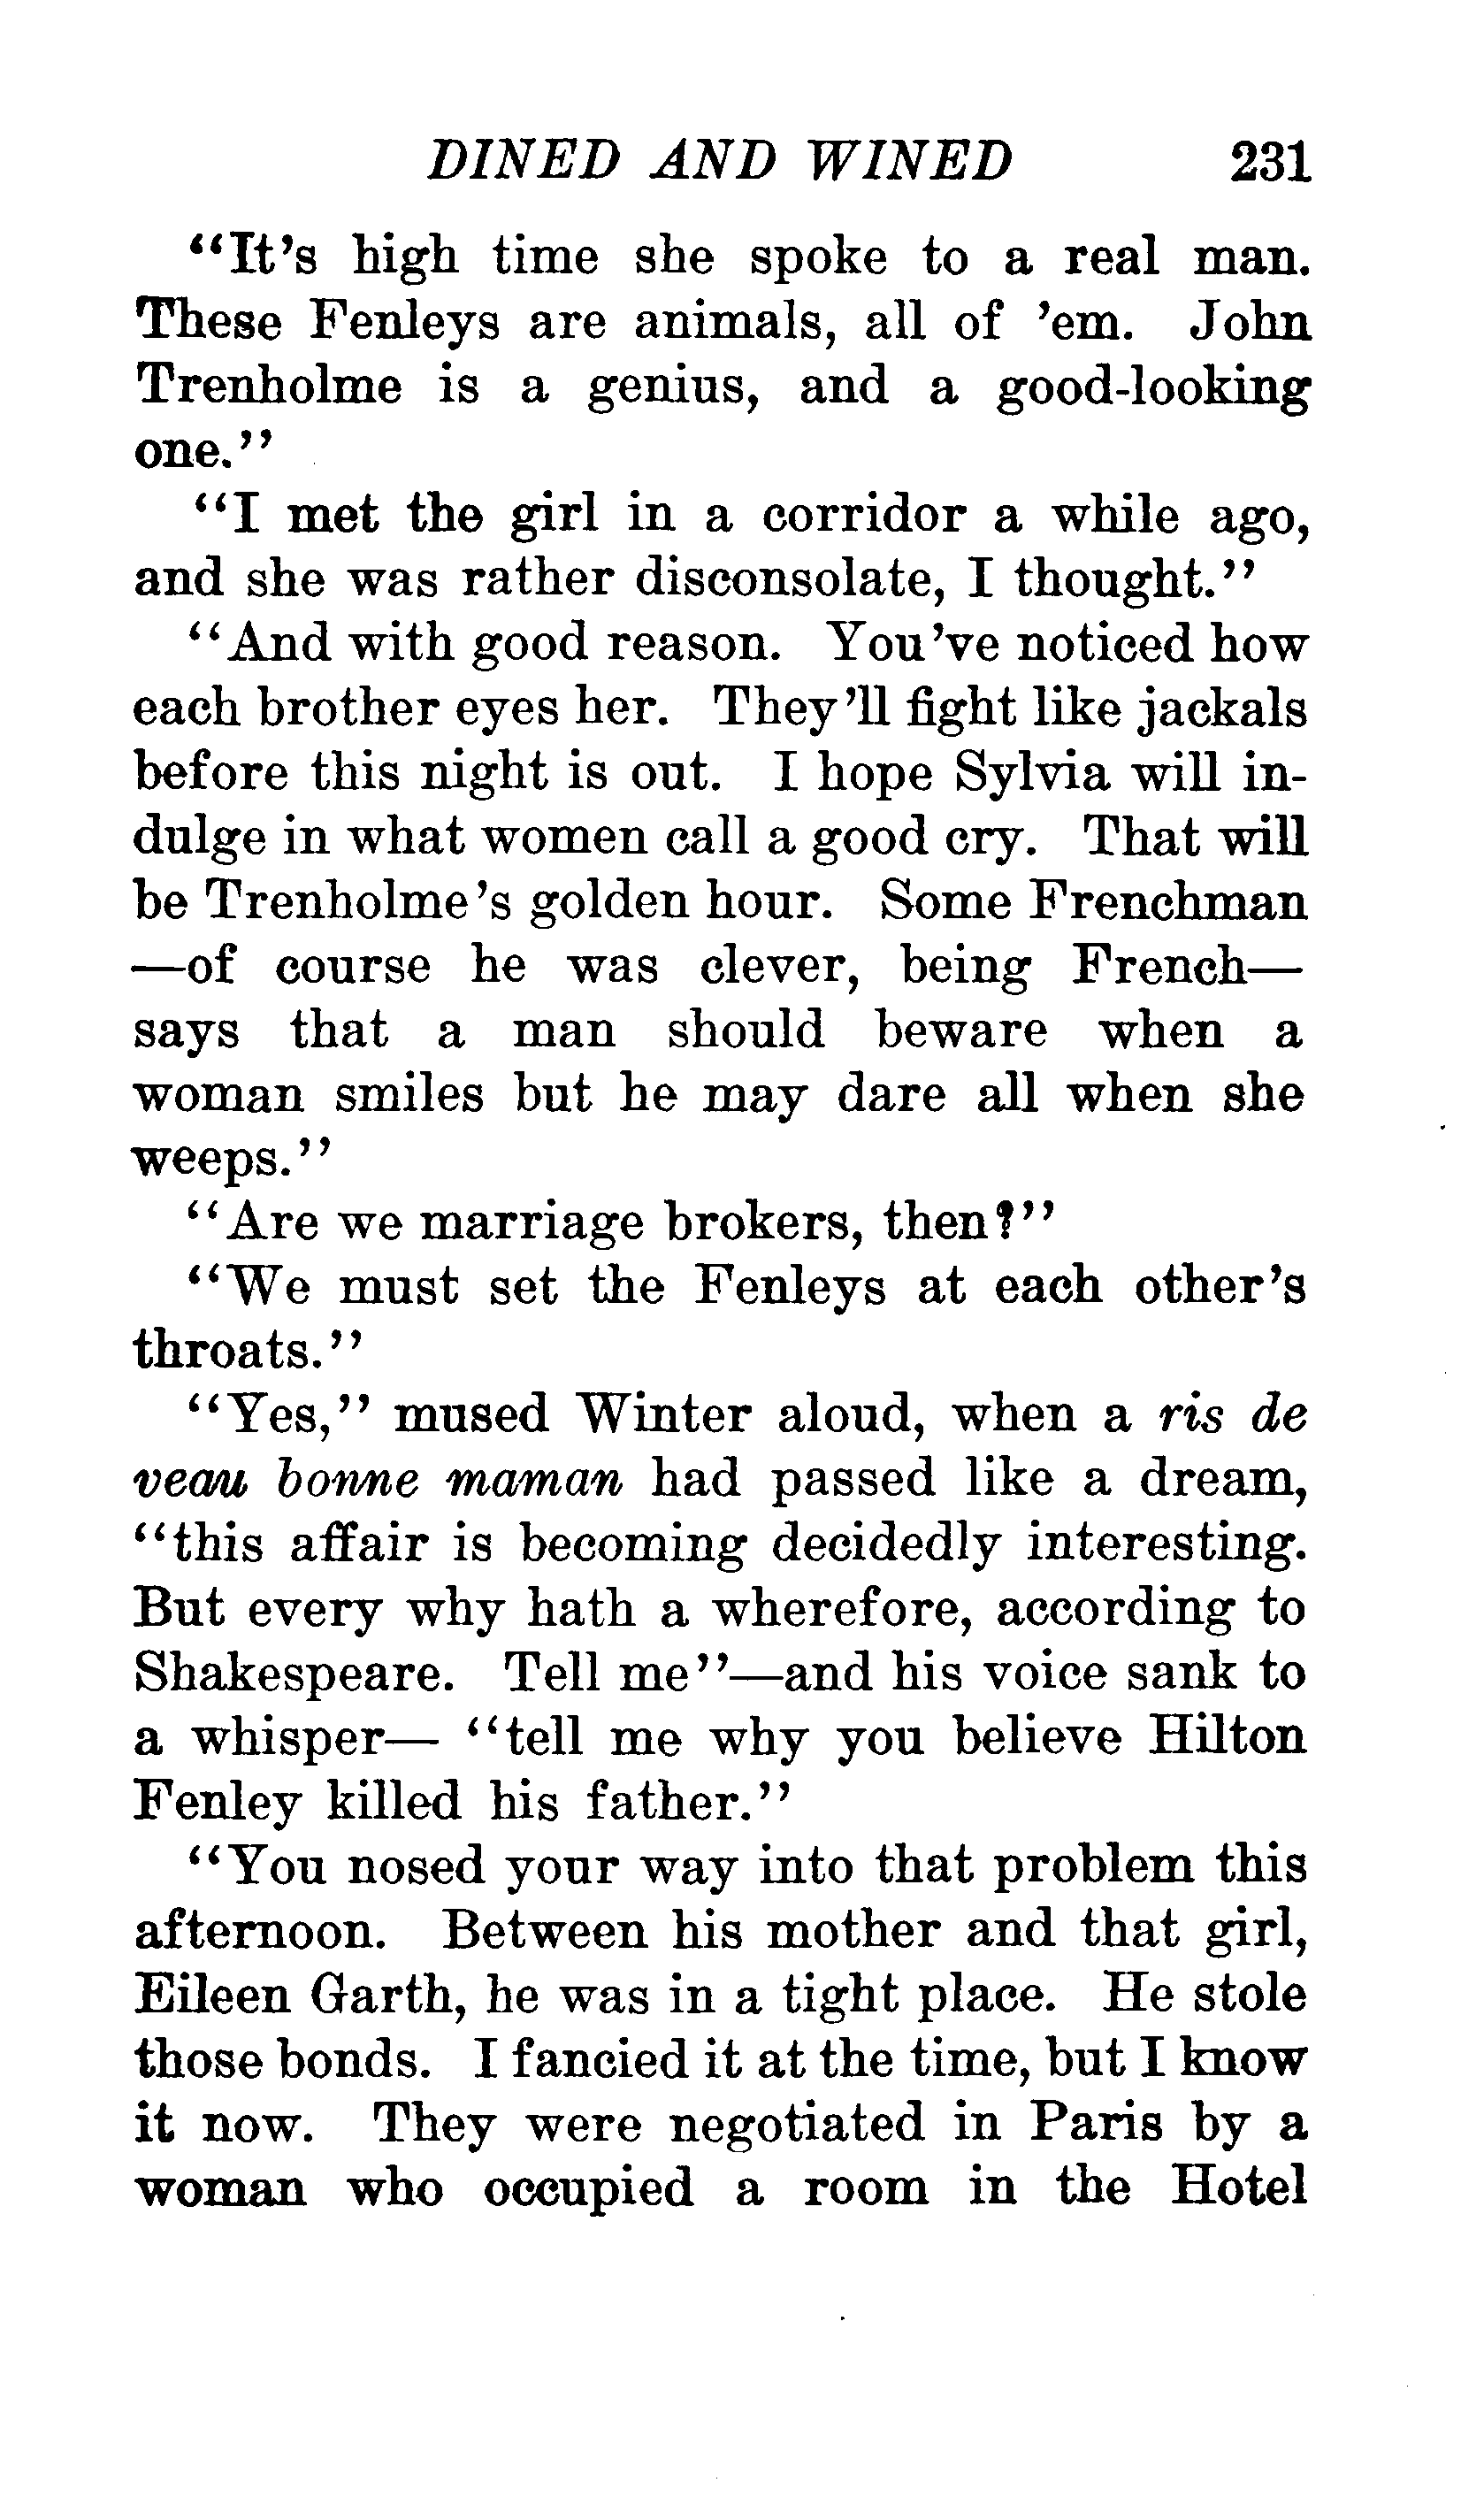 DINED AND WINED 231
“It’s high time she spoke to a real man.
These Fenleys are animals, all of ’em. John
Trenholme is a genius, and a good-looking
one.”
“I met the girl in a corridor a while ago,
and she was rather disconsolate, I thought.”
“And with good reason. You’ve noticed how
each brother eyes her. They’ll fight like jackals
before this night is out. I hope Sylvia will in-
dulge in what women call a good cry. That will
be Trenholme’s golden hour. Some Frenchman
—of course he was clever, being French—
says that a man should beware when a
woman smiles but he may dare all when she
weeps.”
“Are we marriage brokers, then?”
“We must set the Fenleys at each other’s
throats.”
“Yes,” mused Winter aloud, when a ris de
veau bonne maman had passed like a dream,
“this affair is becoming decidedly interesting.
But every why hath a wherefore, according to
Shakespeare. Tell me”—and his voice sank to
a whisper— “tell me why you believe Hilton
Fenley killed his father.”
“You nosed your way into that problem this
afternoon. Between his mother and that girl,
Eileen Garth, he was in a tight place. He stole
those bonds. I fancied it at the time, but I know
it now. They were negotiated in Paris by a
woman who occupied a room in the Hotel